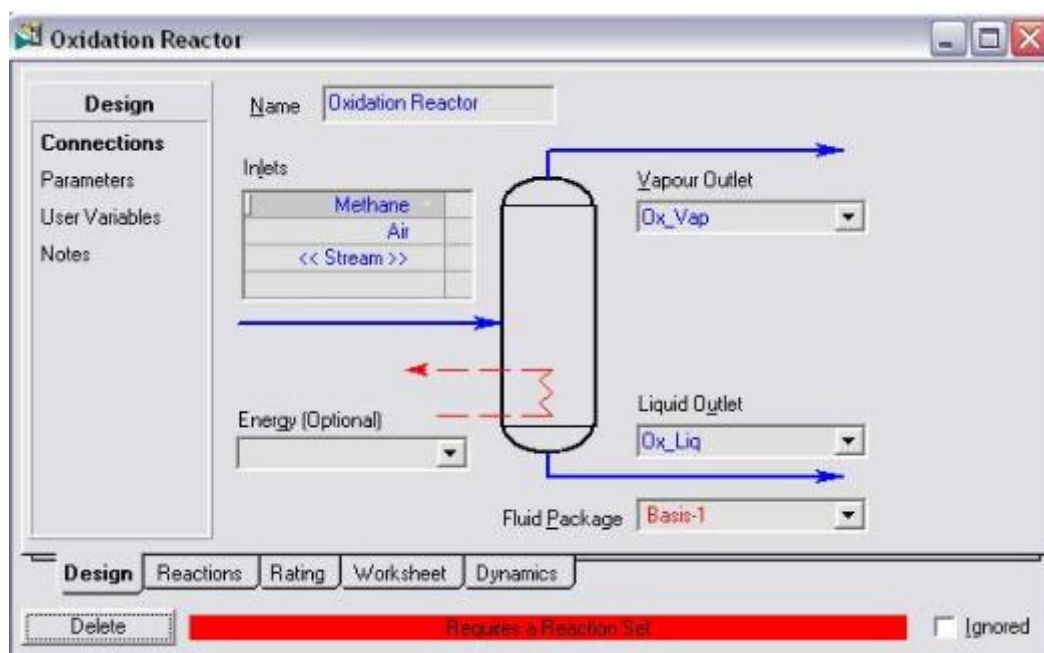 Oxidation Reactor
Design
Connections
Parameters
User Variables
Notes
Name Oxidation Reactor
Inlets
Methane
Air
<< Stream >>
Vapour Outlet
Ox_Vap
Energy (Optional)
Liquid Outlet
Ox_Liq
Fluid Package Basis-1
Design Reactions Rating Worksheet Dynamics
Delete Requires a Reaction Set Ignored